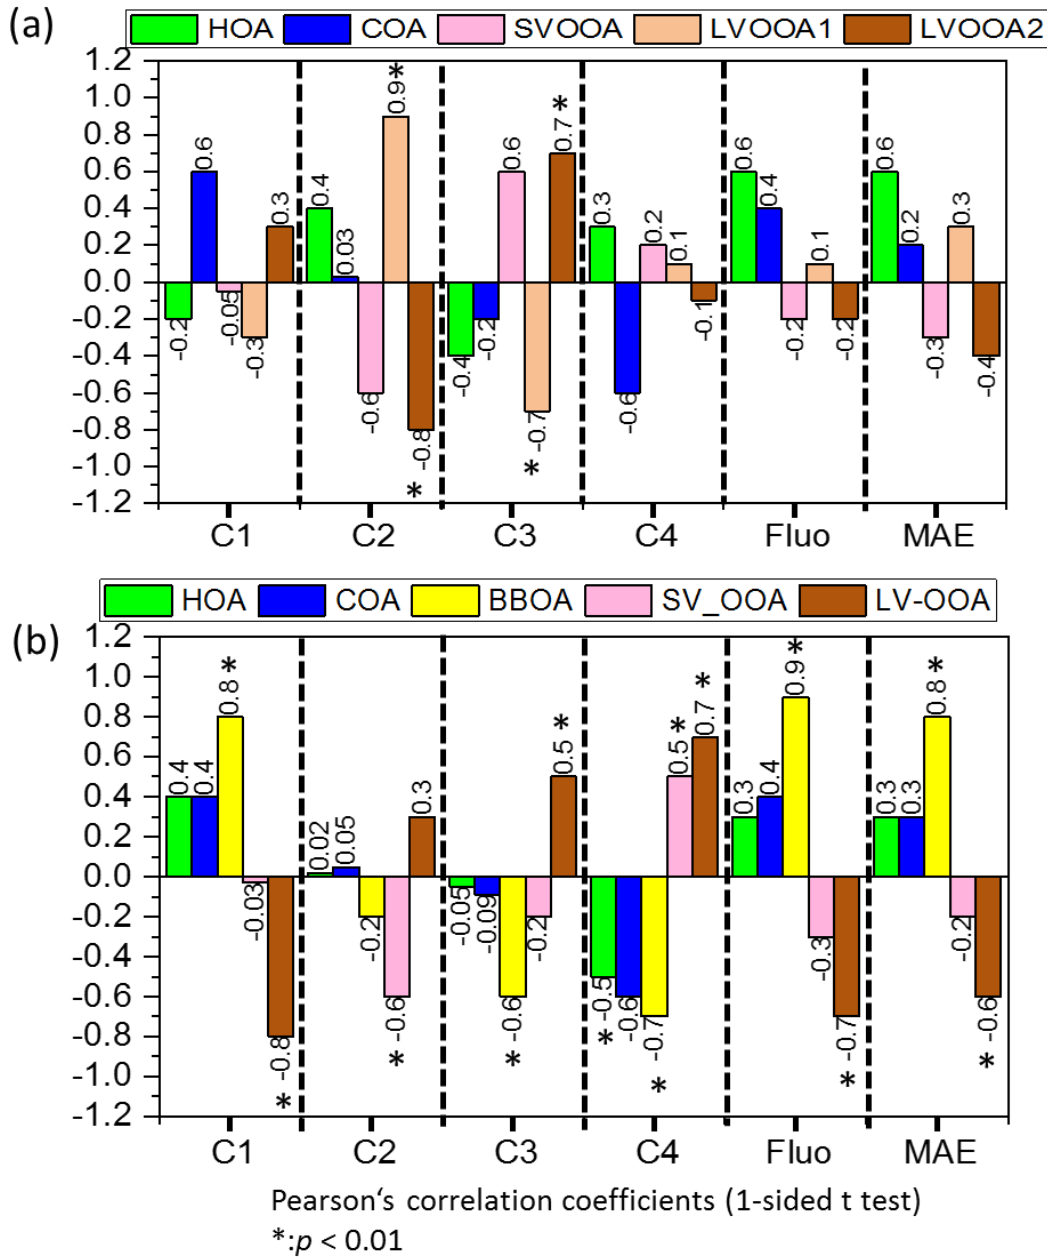 (a)
HOA COA SVOOA LVOOA1 LVOOA2
1.2
1.0
0.8
0.6
0.4
0.2
0.0
-0.2
-0.4
-0.6
-0.8
-1.0
-1.2
-0.2 0.6 -0.05 -0.3 0.3
0.4 0.03 -0.6 0.9 * -0.8 *
-0.4 -0.2 0.6 -0.7 * 0.7 *
0.3 -0.6 0.2 0.1 -0.1
0.6 0.4 -0.2 0.1 -0.2
0.6 0.2 -0.3 0.3 -0.4
C1 C2 C3 C4 Fluo MAE
(b)
HOA COA BBOA SV_OOA LV-OOA
1.2
1.0
0.8
0.6
0.4
0.2
0.0
-0.2
-0.4
-0.6
-0.8
-1.0
-1.2
0.4 0.4 0.8 * -0.03 -0.8 *
0.02 0.05 -0.2 -0.6 * 0.3
-0.05 -0.09 -0.6 * -0.2 0.5 *
-0.5 * -0.6 -0.7 * 0.5 * 0.7 *
0.3 0.4 0.9 * -0.3 -0.7 *
0.3 0.3 0.8 * -0.2 -0.6 *
C1 C2 C3 C4 Fluo MAE
Pearson‘s correlation coefficients (1-sided t test)
*:p < 0.01